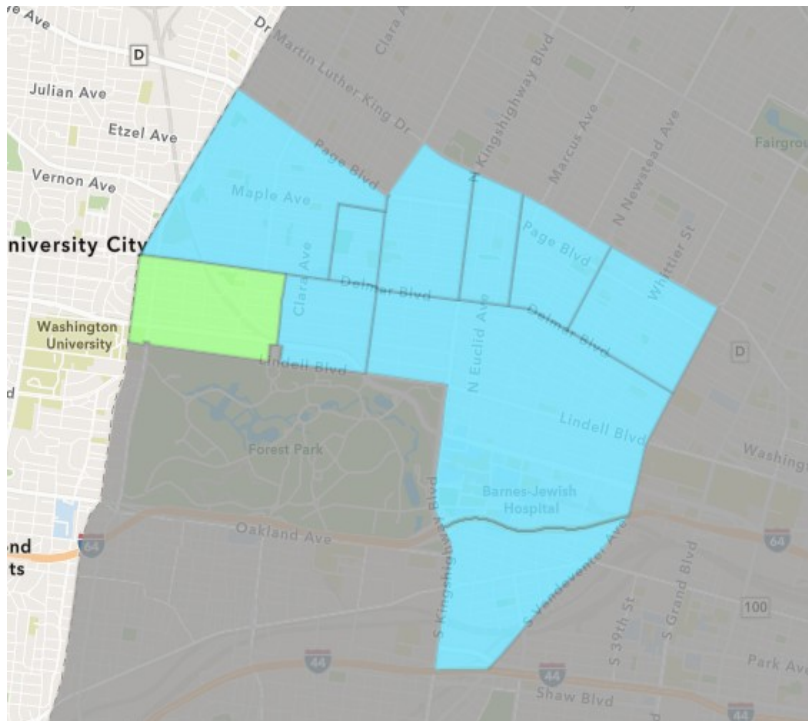 ve Ave
Dr Martin Luther King Dr
Clara A
D
N Kingshighway Blvd
Julian Ave
Etzel Ave
Marcus Ave
N Newstead Ave
Fairgrou
Page Blvd
Vernon Ave
Maple Ave
niversity City
Page Blvd
Whittier St
Clara Ave
Delmar Blvd
Delmar Blvd
Washington
University
N Euclid Ave
D
Lindell Blvd
Lindell Blvd
Washing
Forest Park
Barnes-Jewish
Hospital
S Kingshighway Blvd
Oakland Ave
64
64
nd
ts
S Vandeventer Ave
S Grand Blvd
S 39th St
100
44
44
Park Ave
Shaw Blvd